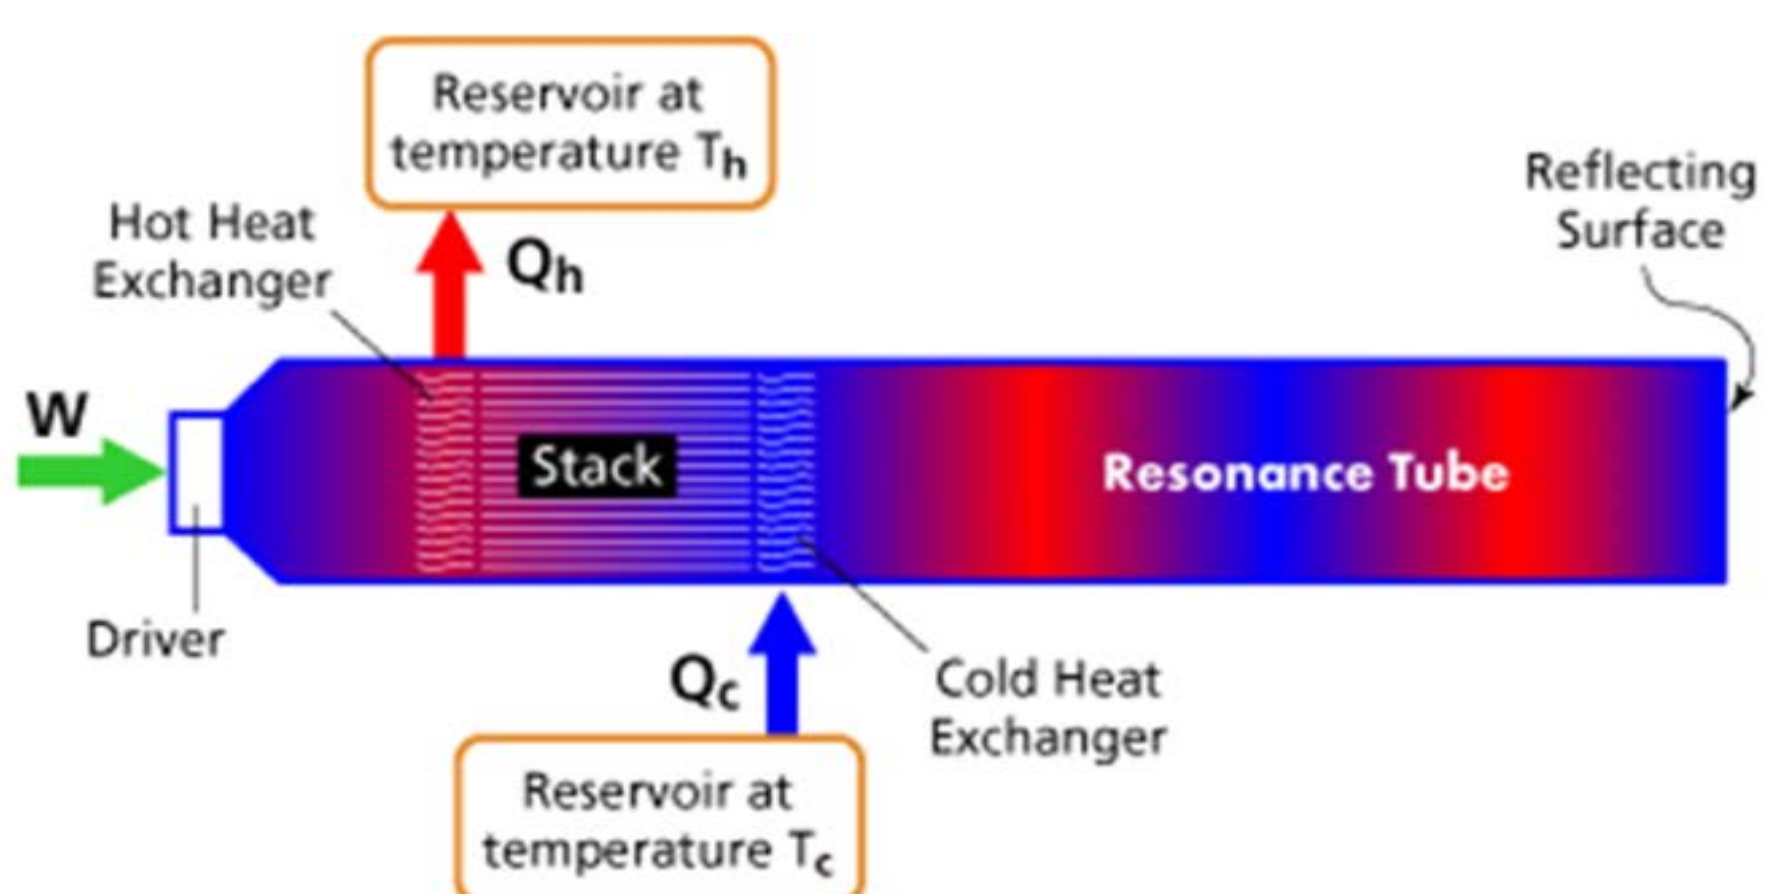 Reservoir at
temperature Th
Hot Heat
Exchanger
Qh
Reflecting
Surface
W
Stack
Resonance Tube
Driver
Qc
Cold Heat
Exchanger
Reservoir at
temperature Tc